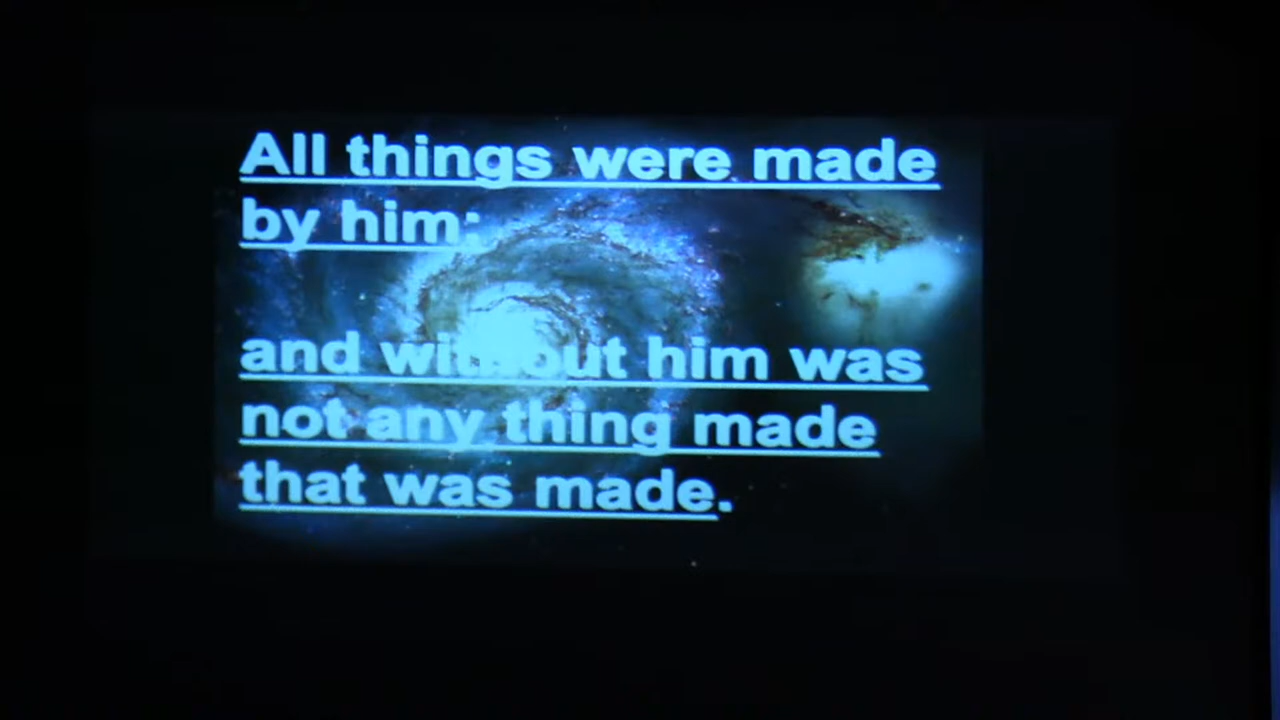 All things were made
by him:
and without him was
not any thing made
that was made.